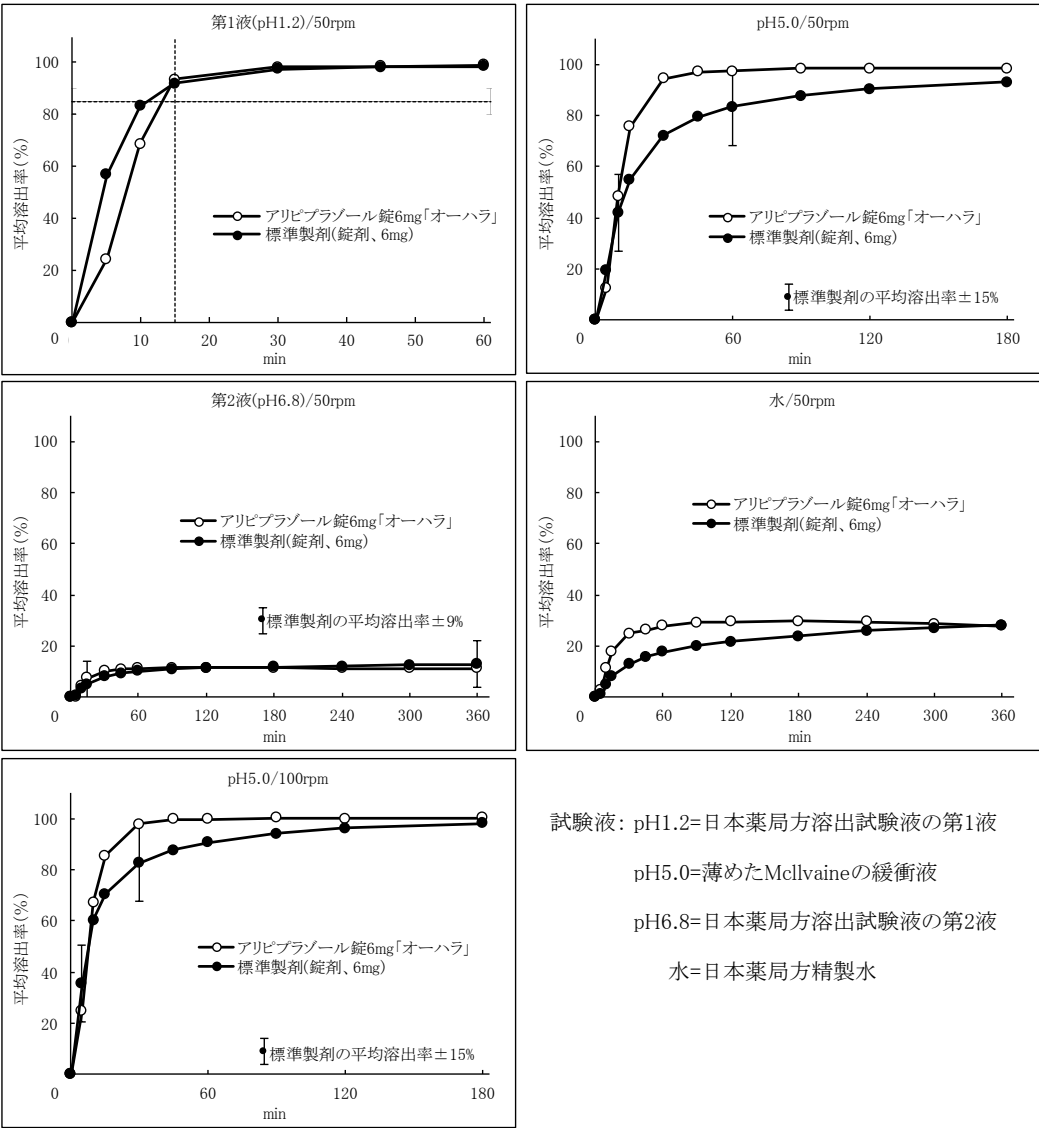 第1液(pH1.2)/50rpm
平均溶出率(%)
100
80
60
40
20
0
アリピプラゾール錠6mg「オーハラ」
標準製剤(錠剤、6mg)
10
20
30
40
50
60
min
pH5.0/50rpm
平均溶出率(%)
100
80
60
40
20
0
アリピプラゾール錠6mg「オーハラ」
標準製剤(錠剤、6mg)
標準製剤の平均溶出率±15%
60
120
180
min
第2液(pH6.8)/50rpm
平均溶出率(%)
100
80
60
40
20
0
アリピプラゾール錠6mg「オーハラ」
標準製剤(錠剤、6mg)
標準製剤の平均溶出率±9%
60
120
180
240
300
360
min
水/50rpm
平均溶出率(%)
100
80
60
40
20
0
アリピプラゾール錠6mg「オーハラ」
標準製剤(錠剤、6mg)
60
120
180
240
300
360
min
pH5.0/100rpm
平均溶出率(%)
100
80
60
40
20
0
アリピプラゾール錠6mg「オーハラ」
標準製剤(錠剤、6mg)
標準製剤の平均溶出率±15%
60
120
180
min
試験液: pH1.2=日本薬局方溶出試験液の第1液
pH5.0=薄めたMcllvaineの緩衝液
pH6.8=日本薬局方溶出試験液の第2液
水=日本薬局方精製水